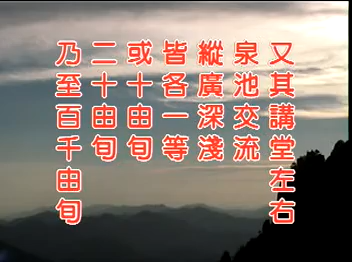 又其講堂左右
泉池交流
縱廣深淺
皆各一等
或十由旬
二十由旬
乃至百千由旬